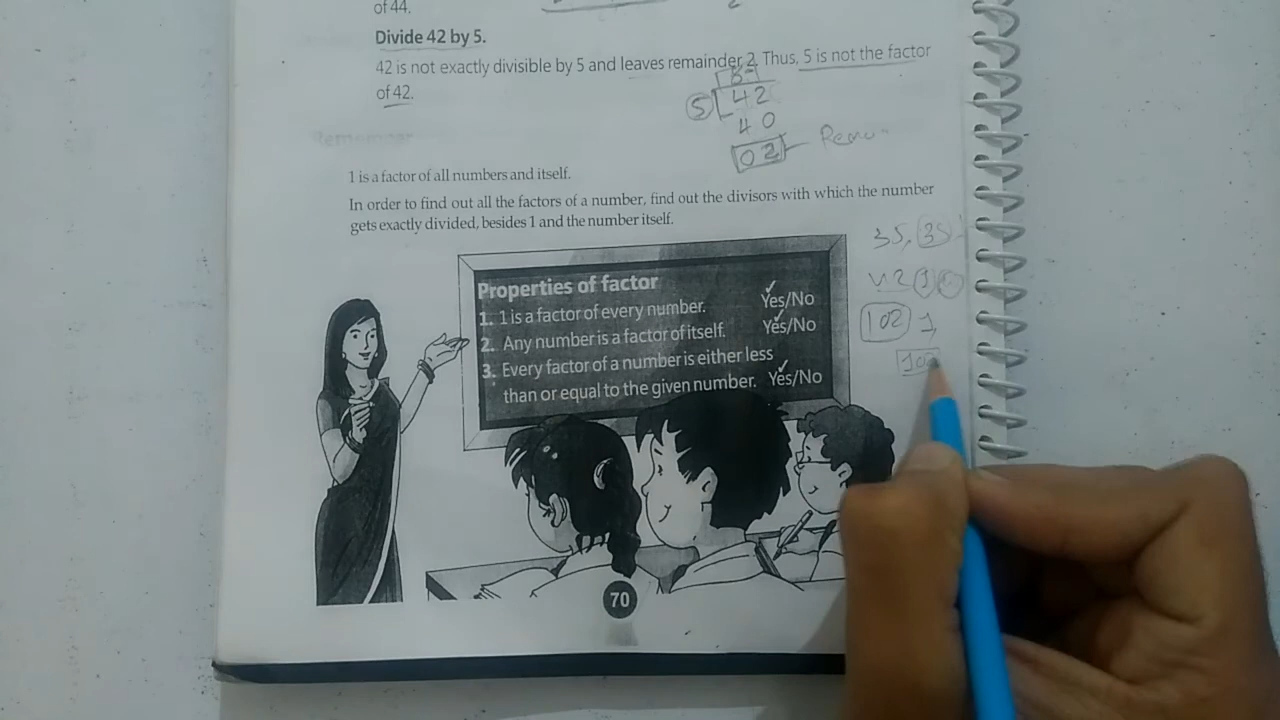 of 44.
Divide 42 by 5.
42 is not exactly divisible by 5 and leaves remainder 2. Thus, 5 is not the factor
of 42.
5 42
40
02
1 is a factor of all numbers and itself.
In order to find out all the factors of a number, find out the divisors with which the number
gets exactly divided, besides 1 and the number itself.
35, 35
102 1,
Properties of factor
1. 1 is a factor of every number. Yes/No
2. Any number is a factor of itself. Yes/No
3. Every factor of a number is either less
than or equal to the given number. Yes/No
70